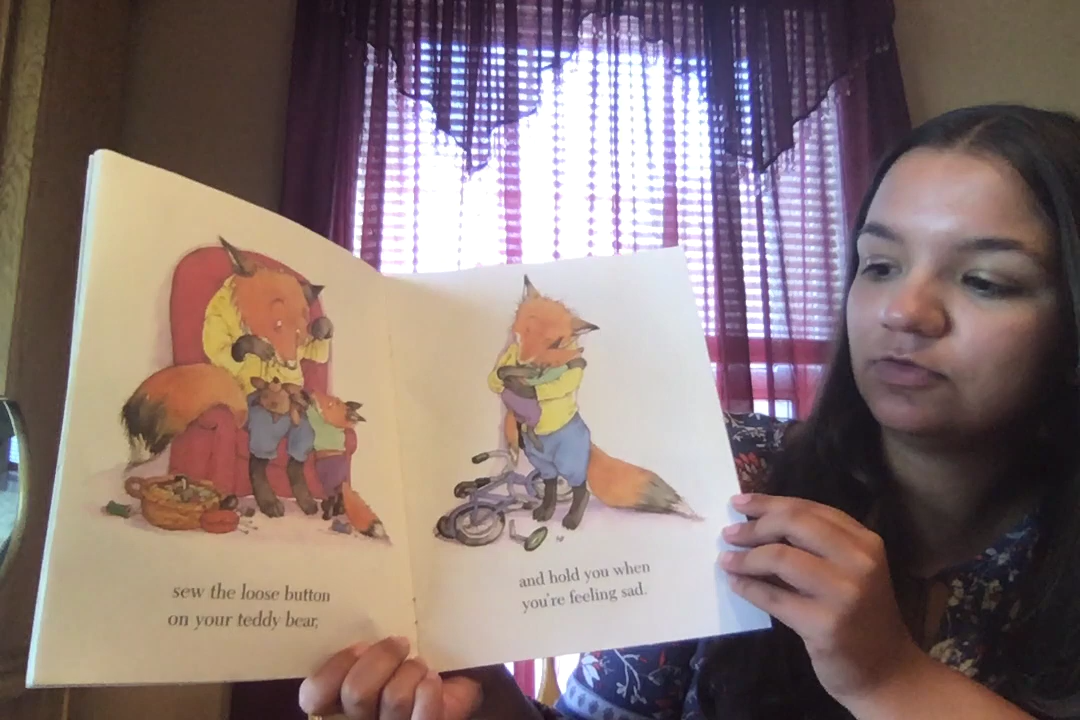 sew the loose button
on your teddy bear,
and hold you when
you're feeling sad.